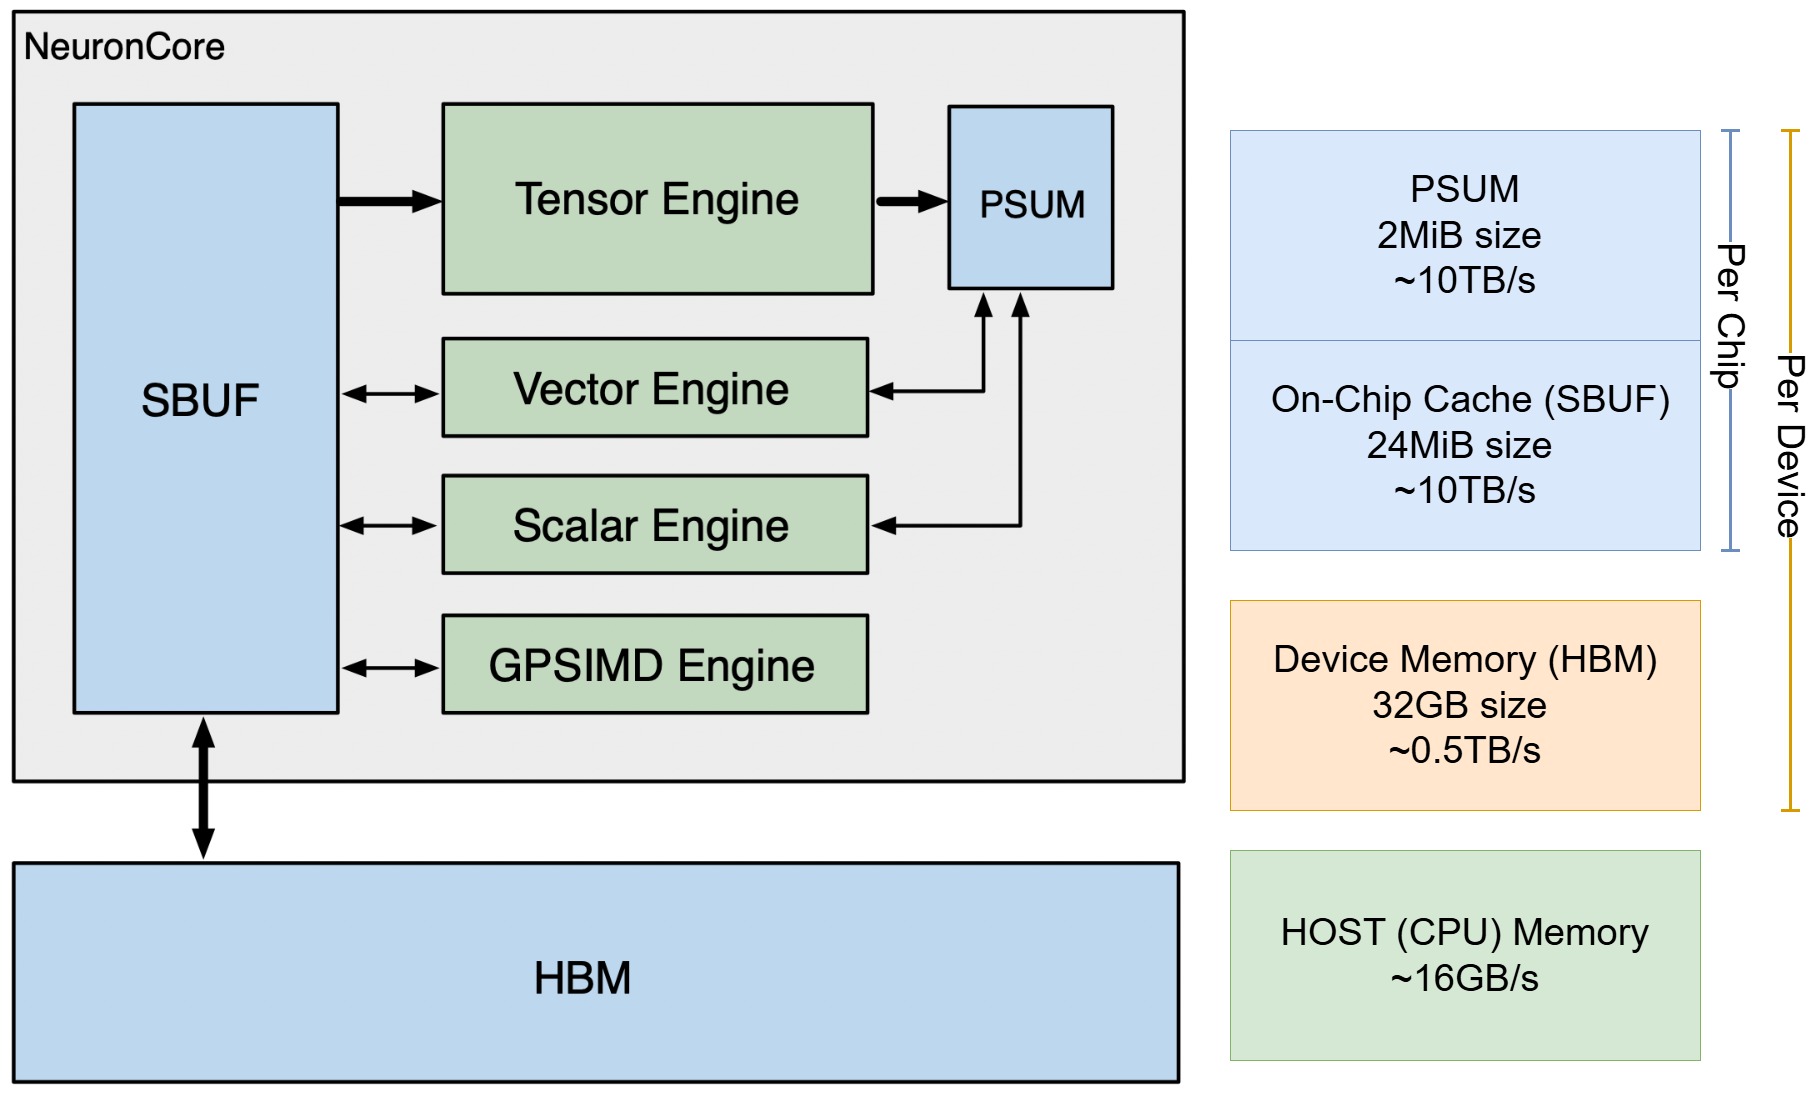 NeuronCore
SBUF
Tensor Engine
PSUM
Vector Engine
Scalar Engine
GPSIMD Engine
HBM
PSUM
2MiB size
~10TB/s
On-Chip Cache (SBUF)
24MiB size
~10TB/s
Per Chip
Per Device
Device Memory (HBM)
32GB size
~0.5TB/s
HOST (CPU) Memory
~16GB/s